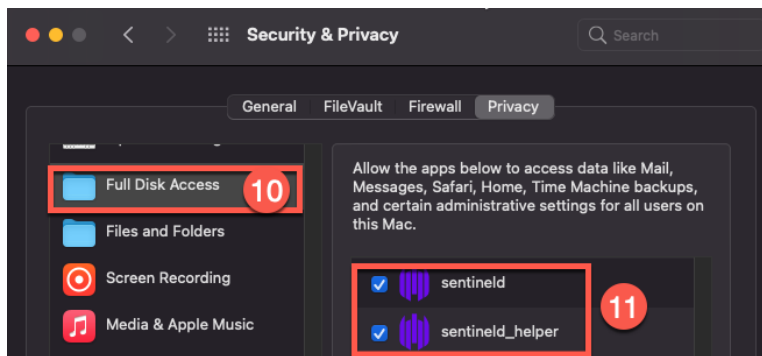 Security & Privacy
Search
General FileVault Firewall Privacy
Full Disk Access
10
Files and Folders
Screen Recording
Media & Apple Music
Allow the apps below to access data like Mail,
Messages, Safari, Home, Time Machine backups,
and certain administrative settings for all users on
this Mac.
sentineld
11
sentineld_helper